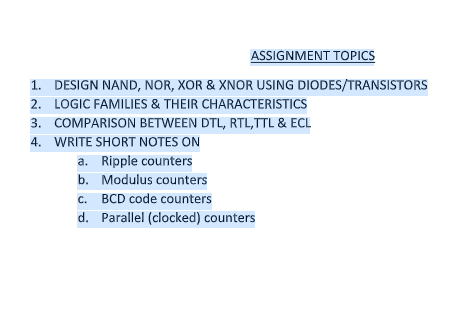 ASSIGNMENT TOPICS
1. DESIGN NAND, NOR, XOR & XNOR USING DIODES/TRANSISTORS
2. LOGIC FAMILIES & THEIR CHARACTERISTICS
3. COMPARISON BETWEEN DTL, RTL,TTL & ECL
4. WRITE SHORT NOTES ON
a. Ripple counters
b. Modulus counters
c. BCD code counters
d. Parallel (clocked) counters